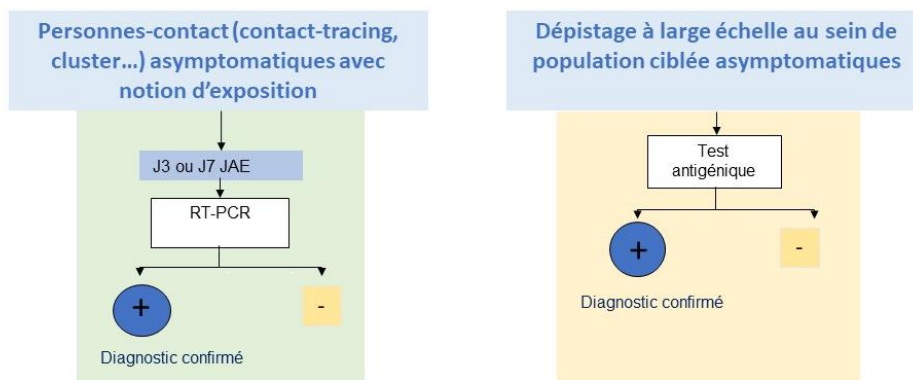 Personnes-contact (contact-tracing,
cluster...) asymptomatiques avec
notion d'exposition
J3 ou J7 JAE
RT-PCR
+
-
Diagnostic confirmé
Dépistage à large échelle au sein de
population ciblée asymptomatiques
Test
antigénique
+
-
Diagnostic confirmé